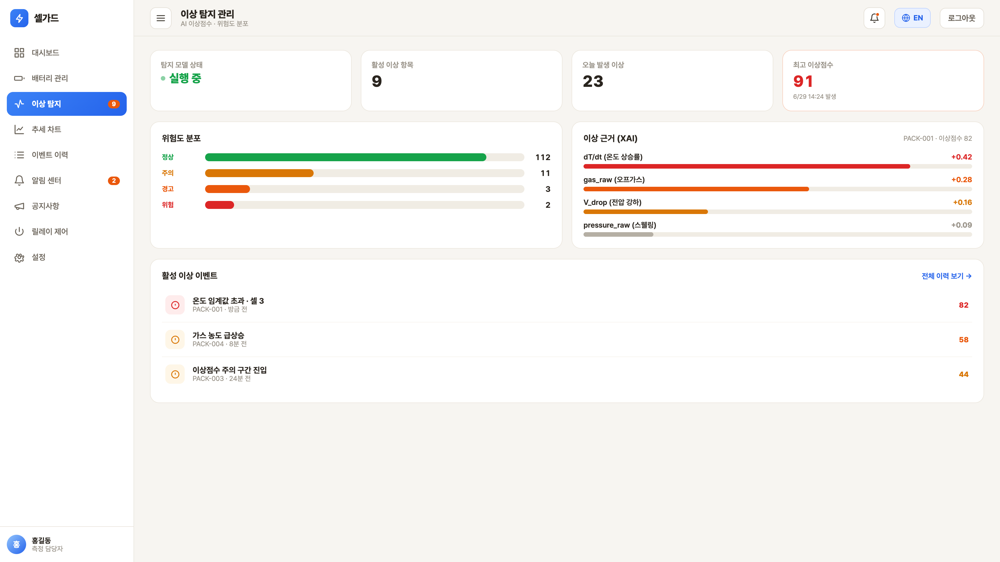 셀가드
대시보드
배터리 관리
이상 탐지 9
추세 차트
이벤트 이력
알림 센터 2
공지사항
릴레이 제어
설정
홍 홍길동
측정 담당자
이상 탐지 관리
AI 이상점수 · 위험도 분포
EN
로그아웃
탐지 모델 상태
실행 중
활성 이상 항목
9
오늘 발생 이상
23
최고 이상점수
91
6/29 14:24 발생
위험도 분포
정상 112
주의 11
경고 3
위험 2
이상 근거 (XAI) PACK-001 · 이상점수 82
dT/dt (온도 상승률) +0.42
gas_raw (오프가스) +0.28
V_drop (전압 강하) +0.16
pressure_raw (스웰링) +0.09
활성 이상 이벤트 전체 이력 보기 →
온도 임계값 초과 · 셀 3
PACK-001 · 방금 전
82
가스 농도 급상승
PACK-004 · 8분 전
58
이상점수 주의 구간 진입
PACK-003 · 24분 전
44